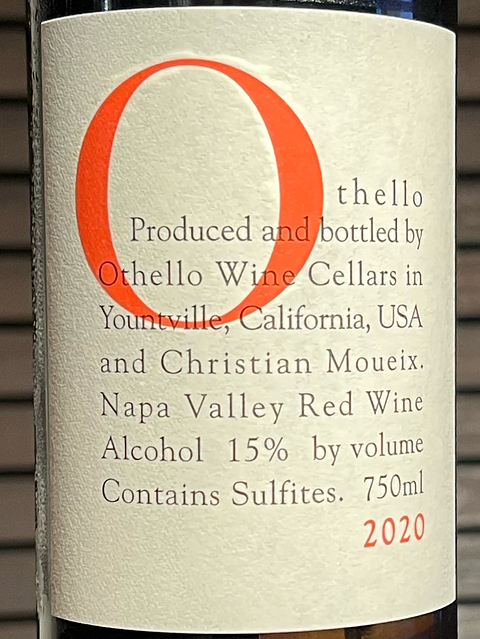 Othello
Produced and bottled by
Othello Wine Cellars in
Yountville, California, USA
and Christian Moueix.
Napa Valley Red Wine
Alcohol 15% by volume
Contains Sulfites. 750ml
2020